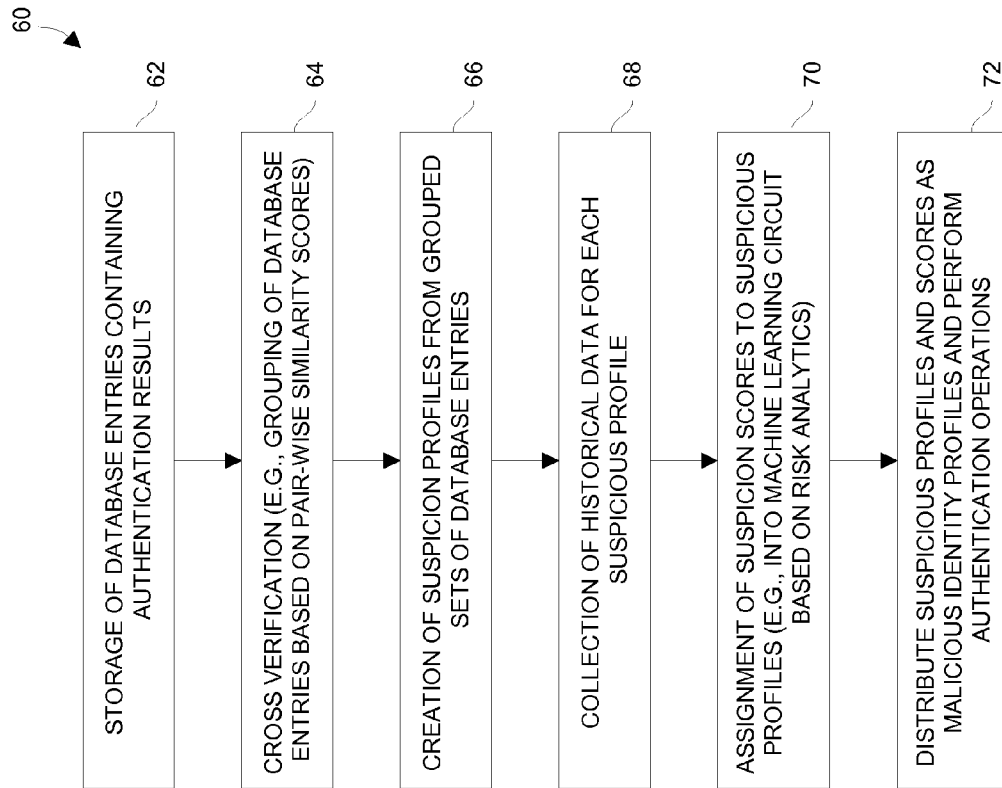 60
STORAGE OF DATABASE ENTRIES CONTAINING
AUTHENTICATION RESULTS
62
CROSS VERIFICATION (E.G., GROUPING OF DATABASE
ENTRIES BASED ON PAIR-WISE SIMILARITY SCORES)
64
CREATION OF SUSPICION PROFILES FROM GROUPED
SETS OF DATABASE ENTRIES
66
COLLECTION OF HISTORICAL DATA FOR EACH
SUSPICIOUS PROFILE
68
ASSIGNMENT OF SUSPICION SCORES TO SUSPICIOUS
PROFILES (E.G., INTO MACHINE LEARNING CIRCUIT
BASED ON RISK ANALYTICS)
70
DISTRIBUTE SUSPICIOUS PROFILES AND SCORES AS
MALICIOUS IDENTITY PROFILES AND PERFORM
AUTHENTICATION OPERATIONS
72